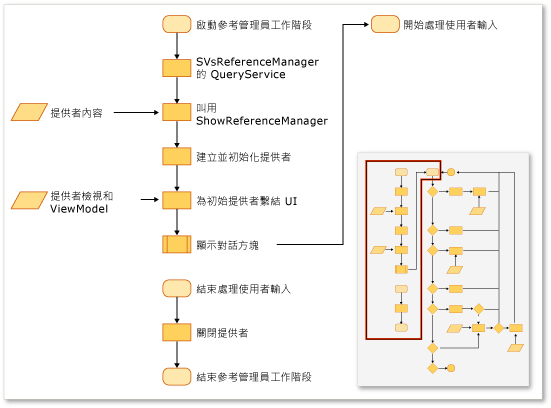 啟動參考管理員工作階段
開始處理使用者輸入
SVsReferenceManager
的 QueryService
提供者內容
叫用
ShowReferenceManager
建立並初始化提供者
提供者檢視和
ViewModel
為初始提供者繫結 UI
顯示對話方塊
結束處理使用者輸入
關閉提供者
結束參考管理員工作階段